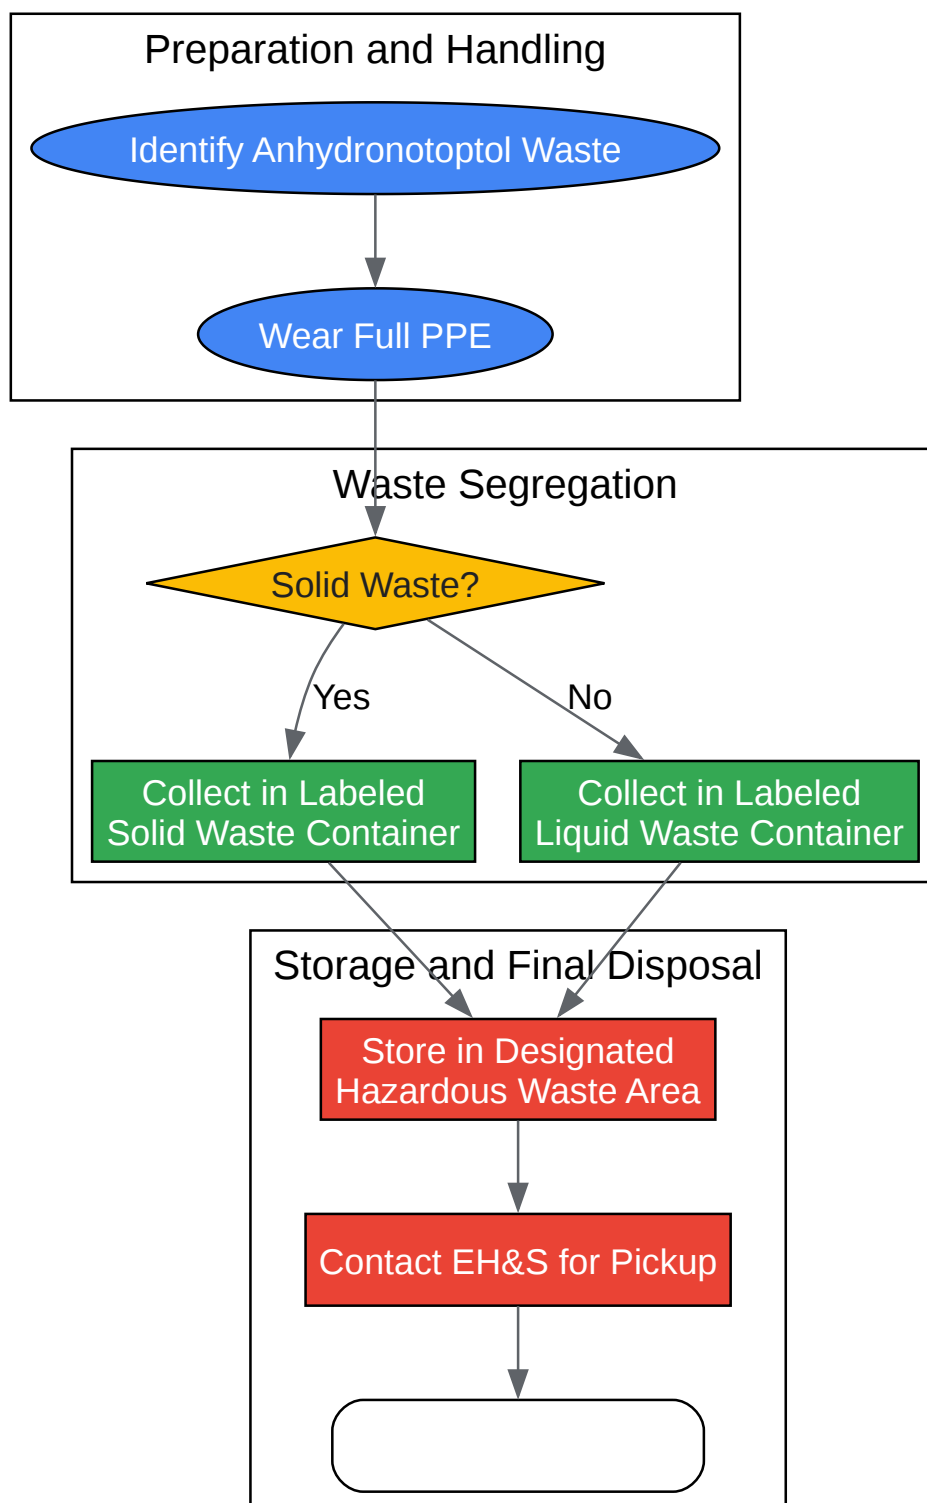 Preparation and Handling
Identify Anhydronotoptol Waste
Wear Full PPE
Waste Segregation
Solid Waste?
Yes
No
Collect in Labeled
Solid Waste Container
Collect in Labeled
Liquid Waste Container
Storage and Final Disposal
Store in Designated
Hazardous Waste Area
Contact EH&S for Pickup